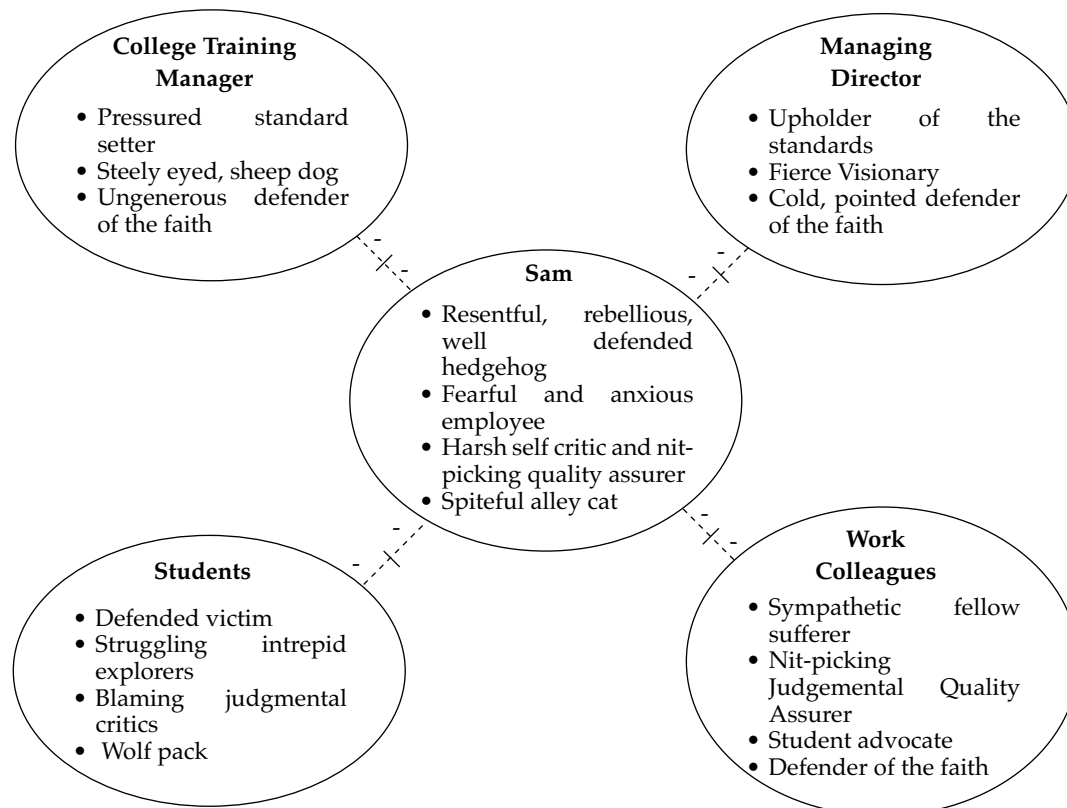 College Training
Manager
• Pressured standard
setter
• Steely eyed, sheep dog
• Ungenerous defender
of the faith
Managing
Director
• Upholder of the
standards
• Fierce Visionary
• Cold, pointed defender
of the faith
Sam
• Resentful, rebellious,
well defended
hedgehog
• Fearful and anxious
employee
• Harsh self critic and nit-
picking quality assurer
• Spiteful alley cat
Students
• Defended victim
• Struggling intrepid
explorers
• Blaming judgmental
critics
• Wolf pack
Work
Colleagues
• Sympathetic fellow
sufferer
• Nit-picking
Judgemental Quality
Assurer
• Student advocate
• Defender of the faith